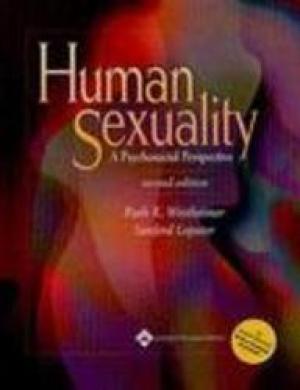 Human
Sexuality
A Psychosocial Perspective
second edition
Ruth K. Westheimer
Sanford Lopater